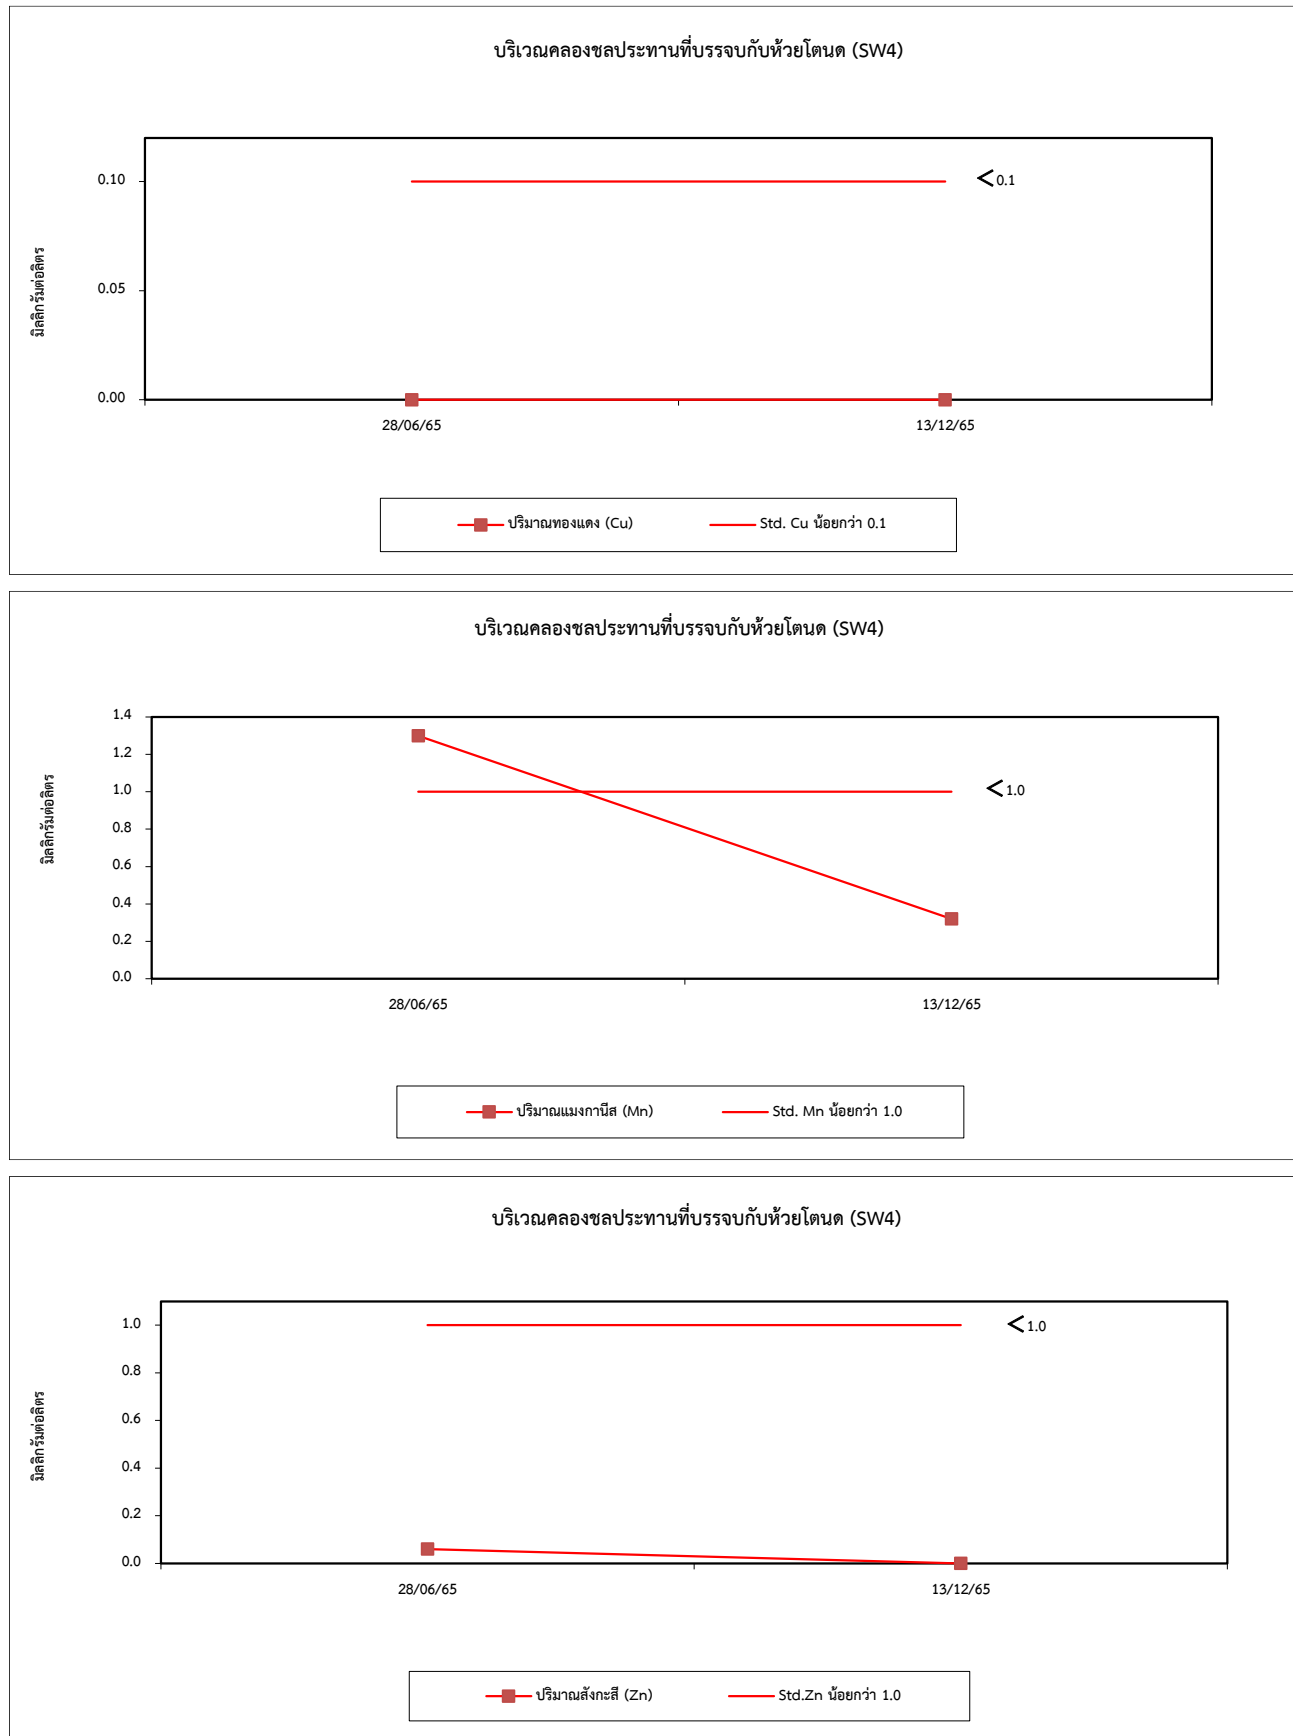 บริเวณคลองชลประทานที่บรรจบกับห้วยโตนด (SW4)
0.10
0.05
0.00
มิลลิกรัมต่อลิตร
<0.1
28/06/65 13/12/65
ปริมาณทองแดง (Cu) Std. Cu น้อยกว่า 0.1
บริเวณคลองชลประทานที่บรรจบกับห้วยโตนด (SW4)
1.4
1.2
1.0
0.8
0.6
0.4
0.2
0.0
มิลลิกรัมต่อลิตร
<1.0
28/06/65 13/12/65
ปริมาณแมงกานีส (Mn) Std. Mn น้อยกว่า 1.0
บริเวณคลองชลประทานที่บรรจบกับห้วยโตนด (SW4)
1.0
0.8
0.6
0.4
0.2
0.0
มิลลิกรัมต่อลิตร
<1.0
28/06/65 13/12/65
ปริมาณสังกะสี (Zn) Std.Zn น้อยกว่า 1.0